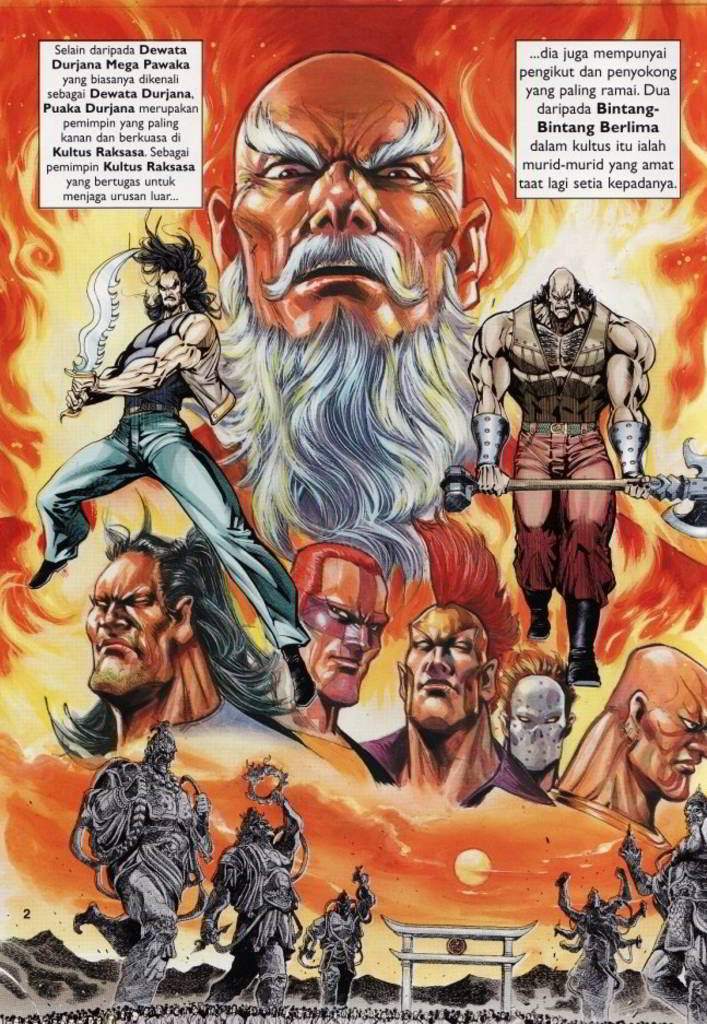 Selain daripada Dewata
Durjana Mega Pawaka
yang biasanya dikenali
sebagai Dewata Durjana,
Puaka Durjana merupakan
pemimpin yang paling
kanan dan berkuasa di
Kultus Raksasa. Sebagai
pemimpin Kultus Raksasa
yang bertugas untuk
menjaga urusan luar...
...dia juga mempunyai
pengikut dan penyokong
yang paling ramai. Dua
daripada Bintang-
Bintang Berlima
dalam kultus itu ialah
murid-murid yang amat
taat lagi setia kepadanya.
2